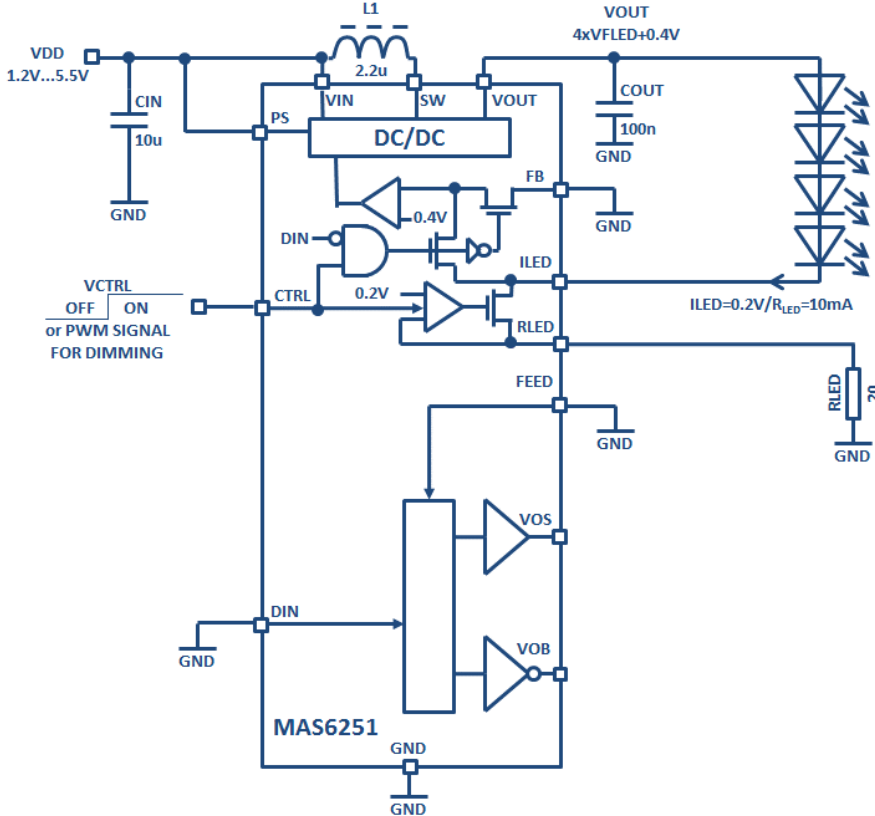 L1
VOUT
4xVFLED+0.4V
VDD
1.2V...5.5V
2.2u
CIN
10u
GND
PS
VIN
SW
VOUT
DC/DC
COUT
100n
GND
FB
GND
0.4V
DIN
ILED
ILED=0.2V/RLED=10mA
VCTRL
OFF ON
or PWM SIGNAL
FOR DIMMING
CTRL
0.2V
RLED
FEED
GND
RLED
20
GND
VOS
DIN
GND
VOB
MAS6251
GND
GND